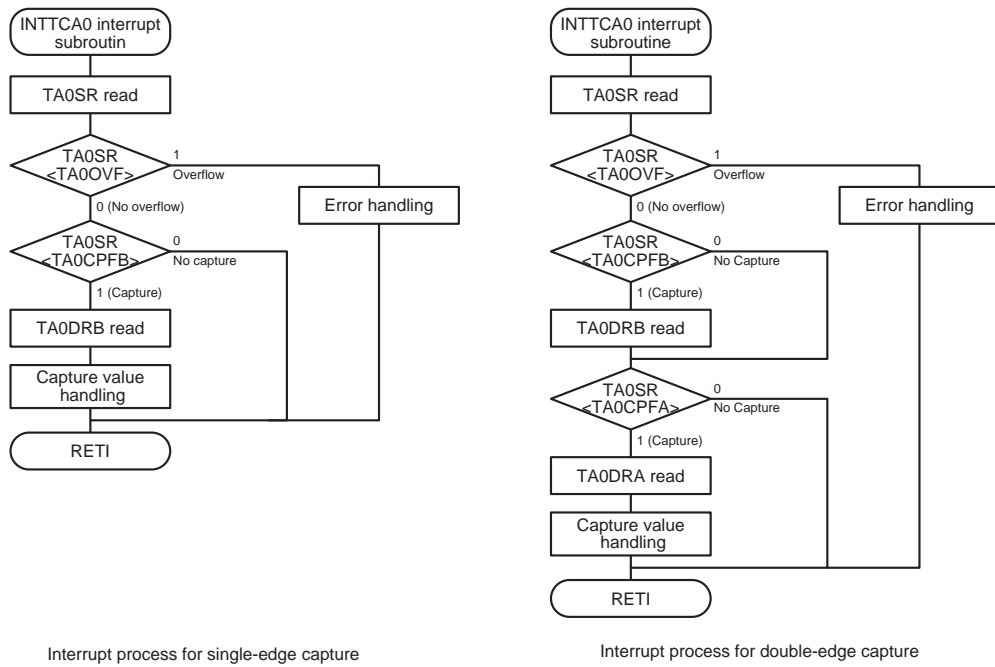 INTTCA0 interrupt
subroutin
TA0SR read
TA0SR
<TA0OVF>
1
Overflow
Error handling
0 (No overflow)
TA0SR
<TA0CPFB>
0
No capture
1 (Capture)
TA0DRB read
Capture value
handling
RETI
Interrupt process for single-edge capture
INTTCA0 interrupt
subroutine
TA0SR read
TA0SR
<TA0OVF>
1
Overflow
Error handling
0 (No overflow)
TA0SR
<TA0CPFB>
0
No Capture
1 (Capture)
TA0DRB read
TA0SR
<TA0CPFA>
0
No Capture
1 (Capture)
TA0DRA read
Capture value
handling
RETI
Interrupt process for double-edge capture